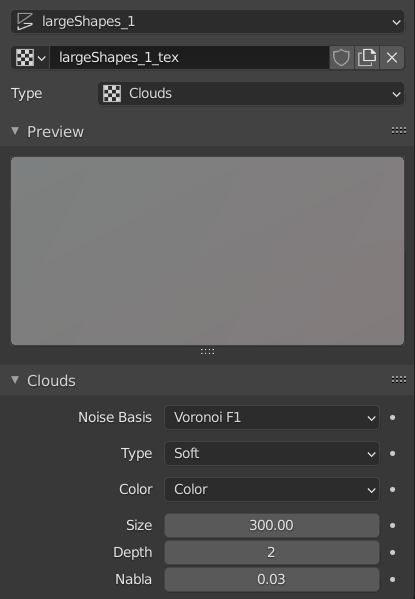 largeShapes_1
largeShapes_1_tex
Type Clouds
Preview
Clouds
Noise Basis Voronoi F1
Type Soft
Color Color
Size 300.00
Depth 2
Nabla 0.03